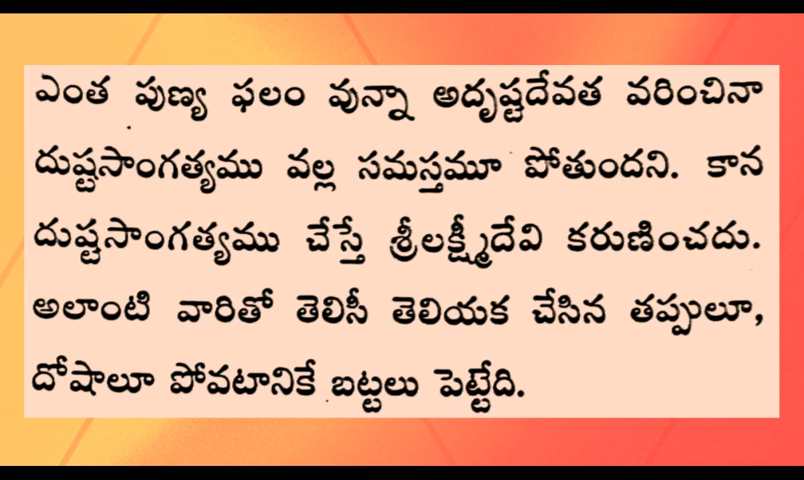 ఎంత పుణ్య ఫలం వున్నా అదృష్టదేవత వరించినా
దుష్టసాంగత్యము వల్ల సమస్తమూ పోతుందని. కాన
దుష్టసాంగత్యము చేస్తే శ్రీలక్ష్మీదేవి కరుణించదు.
అలాంటి వారితో తెలిసీ తెలియక చేసిన తప్పులూ,
దోషాలూ పోవటానికే బట్టలు పెట్టేది.